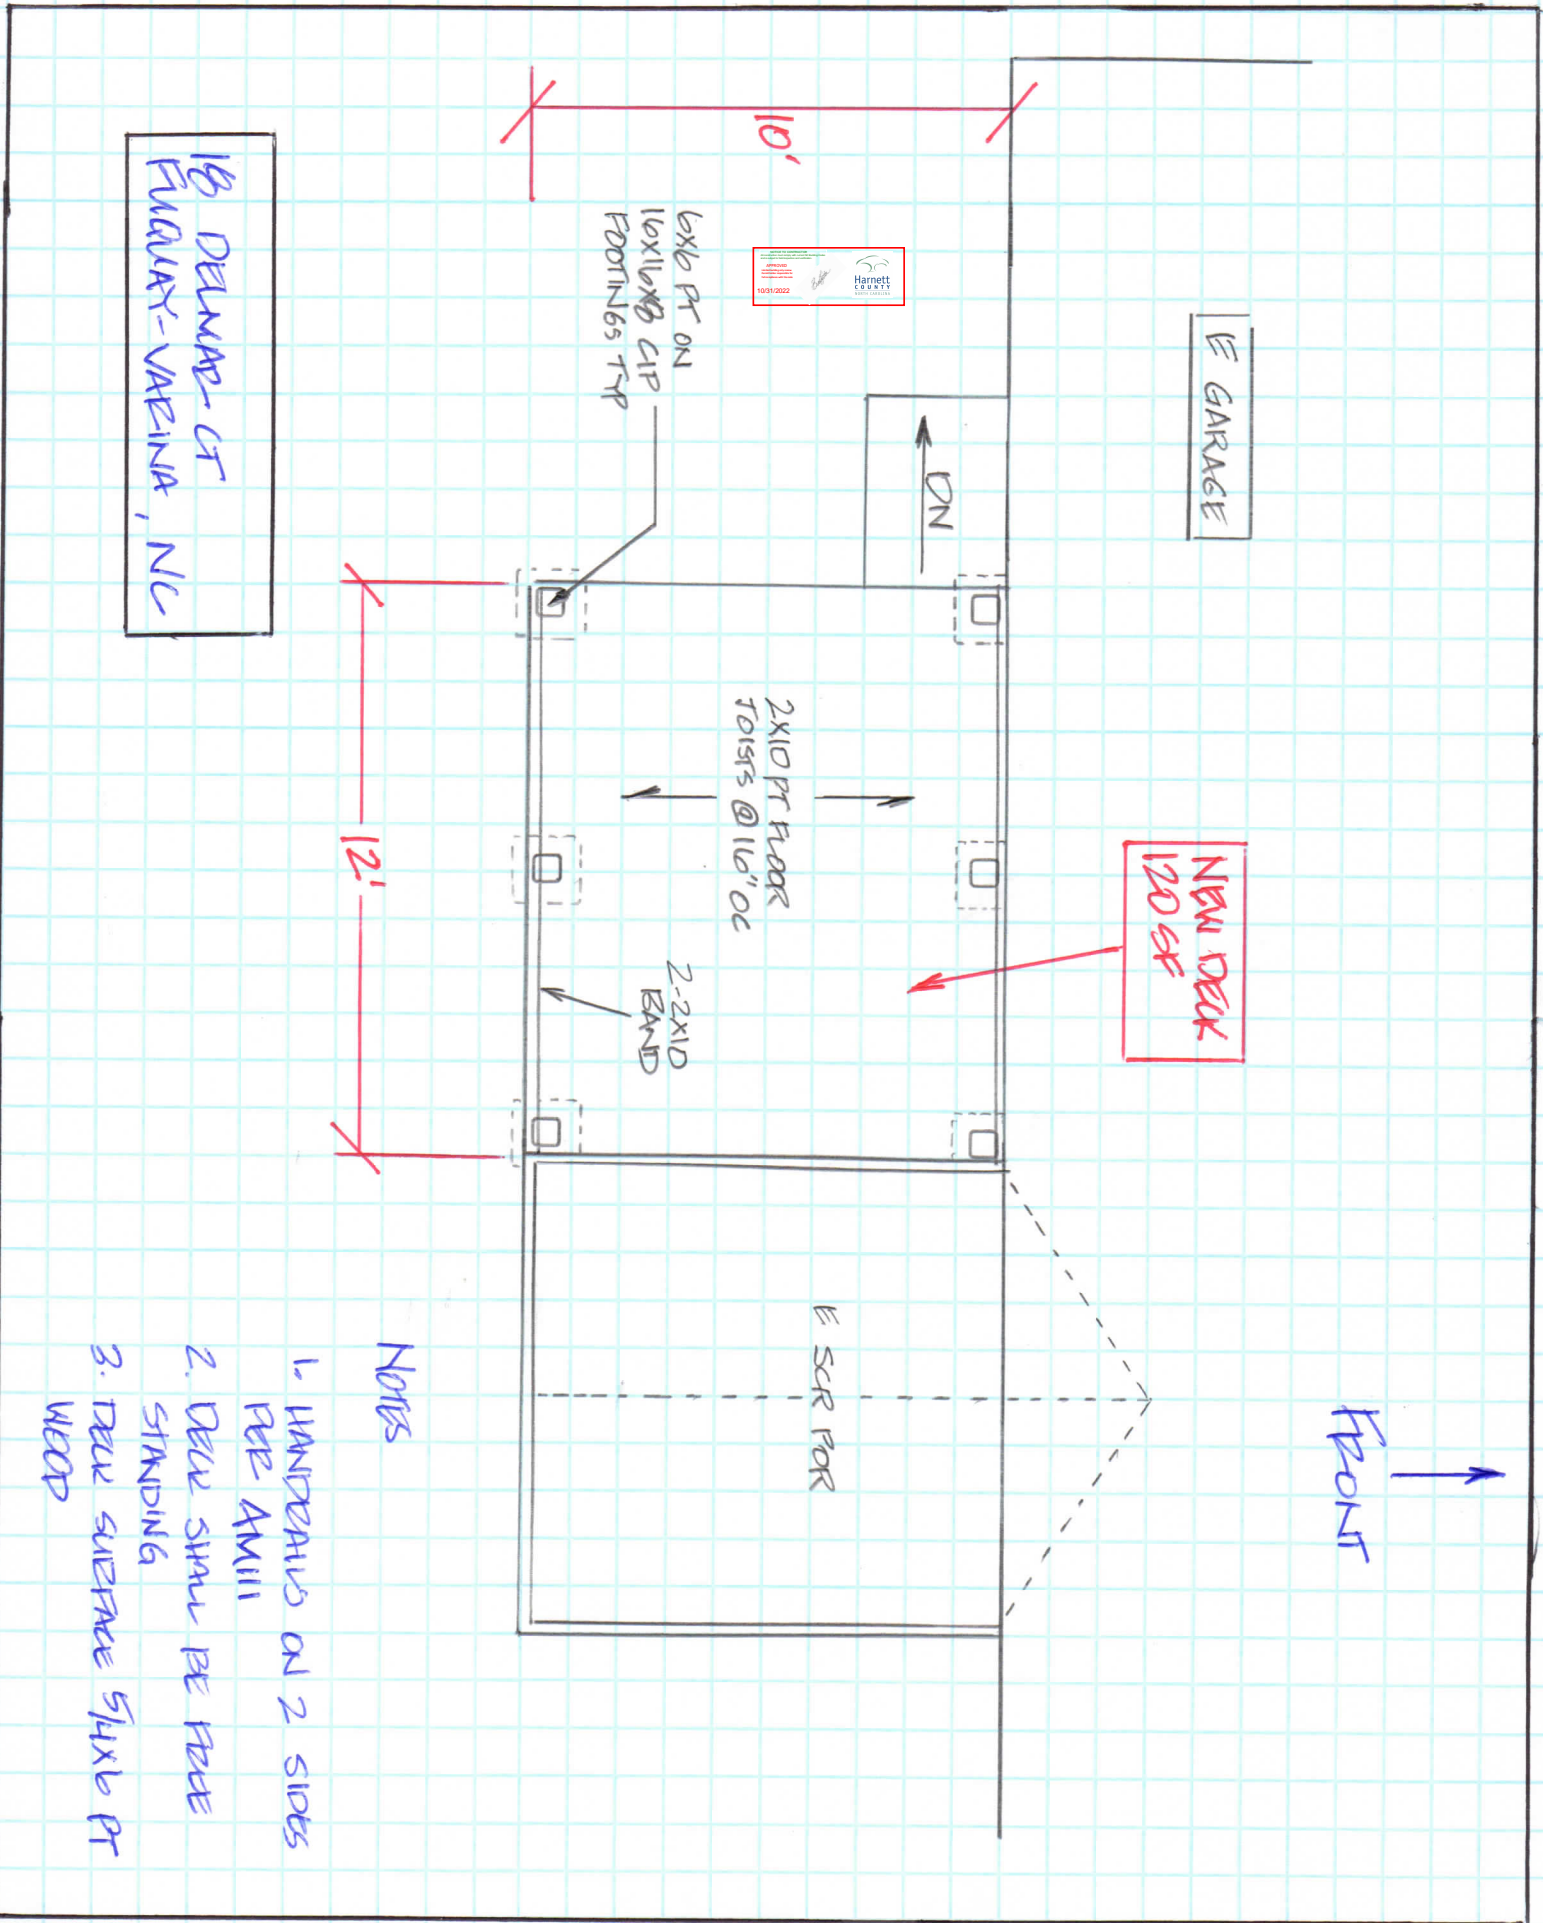 FRONT
E GARAGE
NEW DECK
120 SF
10'
DN
6X6 PT ON
16X16X8 CIP
FOOTINGS TYP
2X10 PT FLOOR
JOISTS @ 16" OC
2-2X10
BAND
E SCR POR
APPROVED
10/31/2022
Harnett
COUNTY
NORTH CAROLINA
12'
18 DELMAR CT
FUQUAY-VARINA, NC
NOTES
1. HANDRAILS ON 2 SIDES
PER AM111
2. DECK SHALL BE FREE
STANDING
3. DECK SURFACE 5/4X6 PT
WOOD